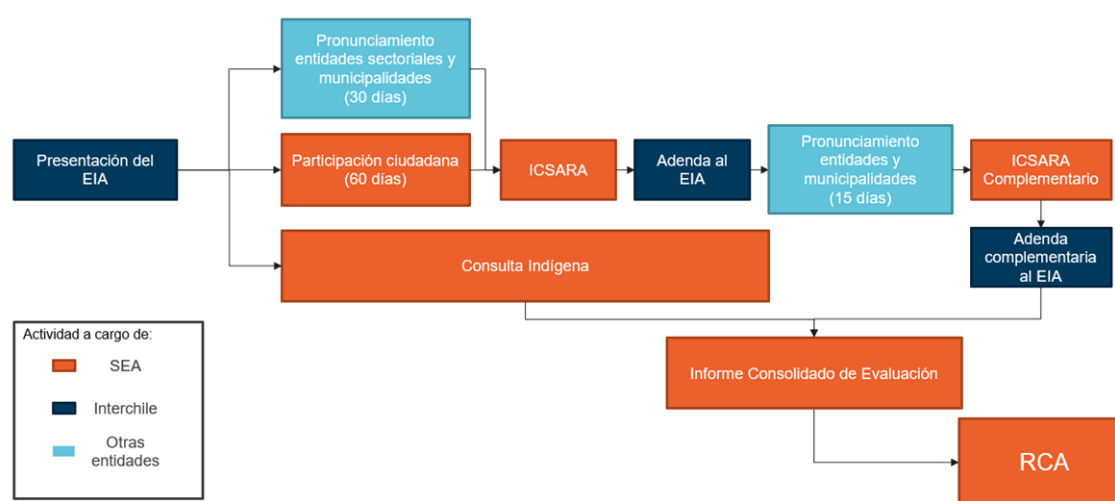 Presentación del
EIA
Pronunciamiento
entidades sectoriales y
municipalidades
(30 días)
Participación ciudadana
(60 días)
ICSARA
Adenda al
EIA
Pronunciamiento
entidades y
municipalidades
(15 días)
ICSARA
Complementario
Adenda
complementaria
al EIA
Consulta Indígena
Informe Consolidado de Evaluación
RCA
Actividad a cargo de:
SEA
Interchile
Otras
entidades